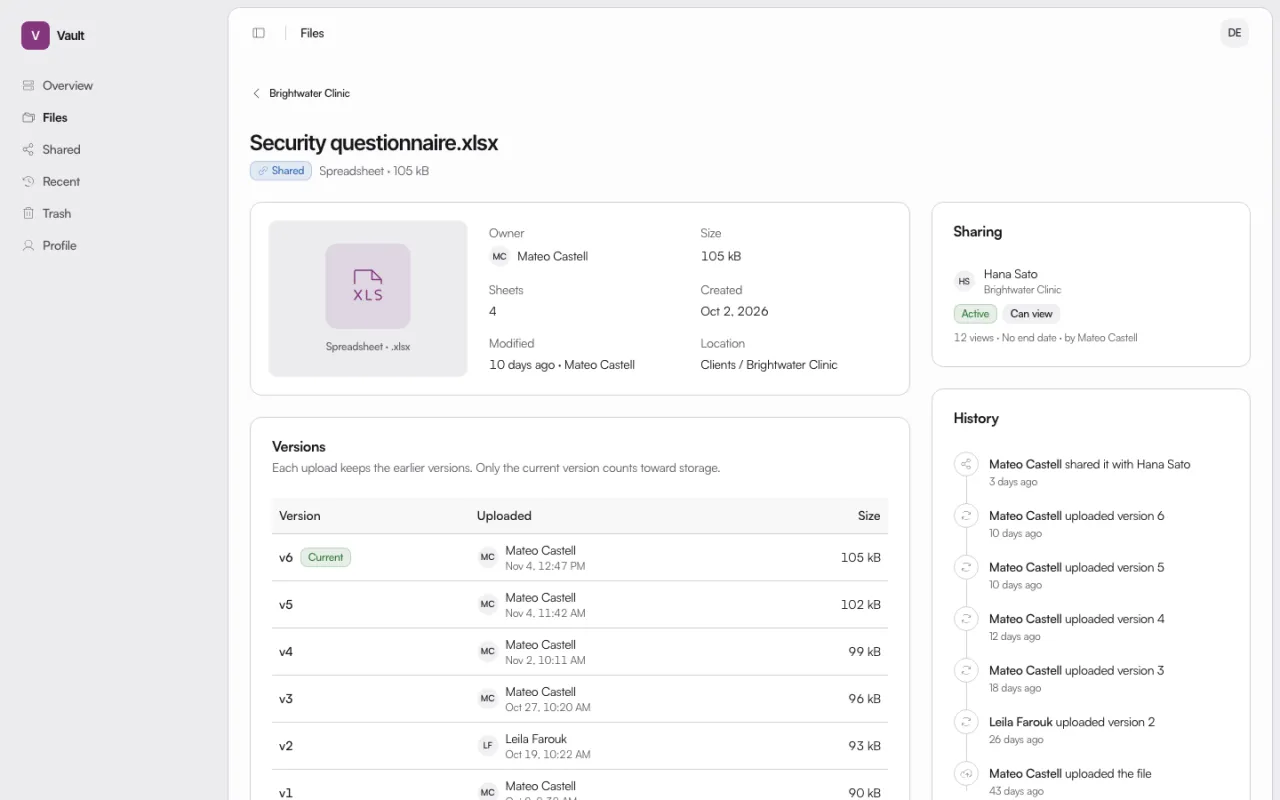 V Vault
Overview
Files
Shared
Recent
Trash
Profile
Files
DE
Brightwater Clinic
Security questionnaire.xlsx
Shared Spreadsheet • 105 kB
XLS
Spreadsheet • .xlsx
Owner
MC Mateo Castell
Size
105 kB
Sheets
4
Created
Oct 2, 2026
Modified
10 days ago • Mateo Castell
Location
Clients / Brightwater Clinic
Versions
Each upload keeps the earlier versions. Only the current version counts toward storage.
Version Uploaded Size
v6 Current MC Mateo Castell 105 kB
Nov 4, 12:47 PM
v5 MC Mateo Castell 102 kB
Nov 4, 11:42 AM
v4 MC Mateo Castell 99 kB
Nov 2, 10:11 AM
v3 MC Mateo Castell 96 kB
Oct 27, 10:20 AM
v2 LF Leila Farouk 93 kB
Oct 19, 10:22 AM
v1 MC Mateo Castell 90 kB
Sharing
HS Hana Sato
Brightwater Clinic
Active Can view
12 views • No end date • by Mateo Castell
History
Mateo Castell shared it with Hana Sato
3 days ago
Mateo Castell uploaded version 6
10 days ago
Mateo Castell uploaded version 5
10 days ago
Mateo Castell uploaded version 4
12 days ago
Mateo Castell uploaded version 3
18 days ago
Leila Farouk uploaded version 2
26 days ago
Mateo Castell uploaded the file
43 days ago